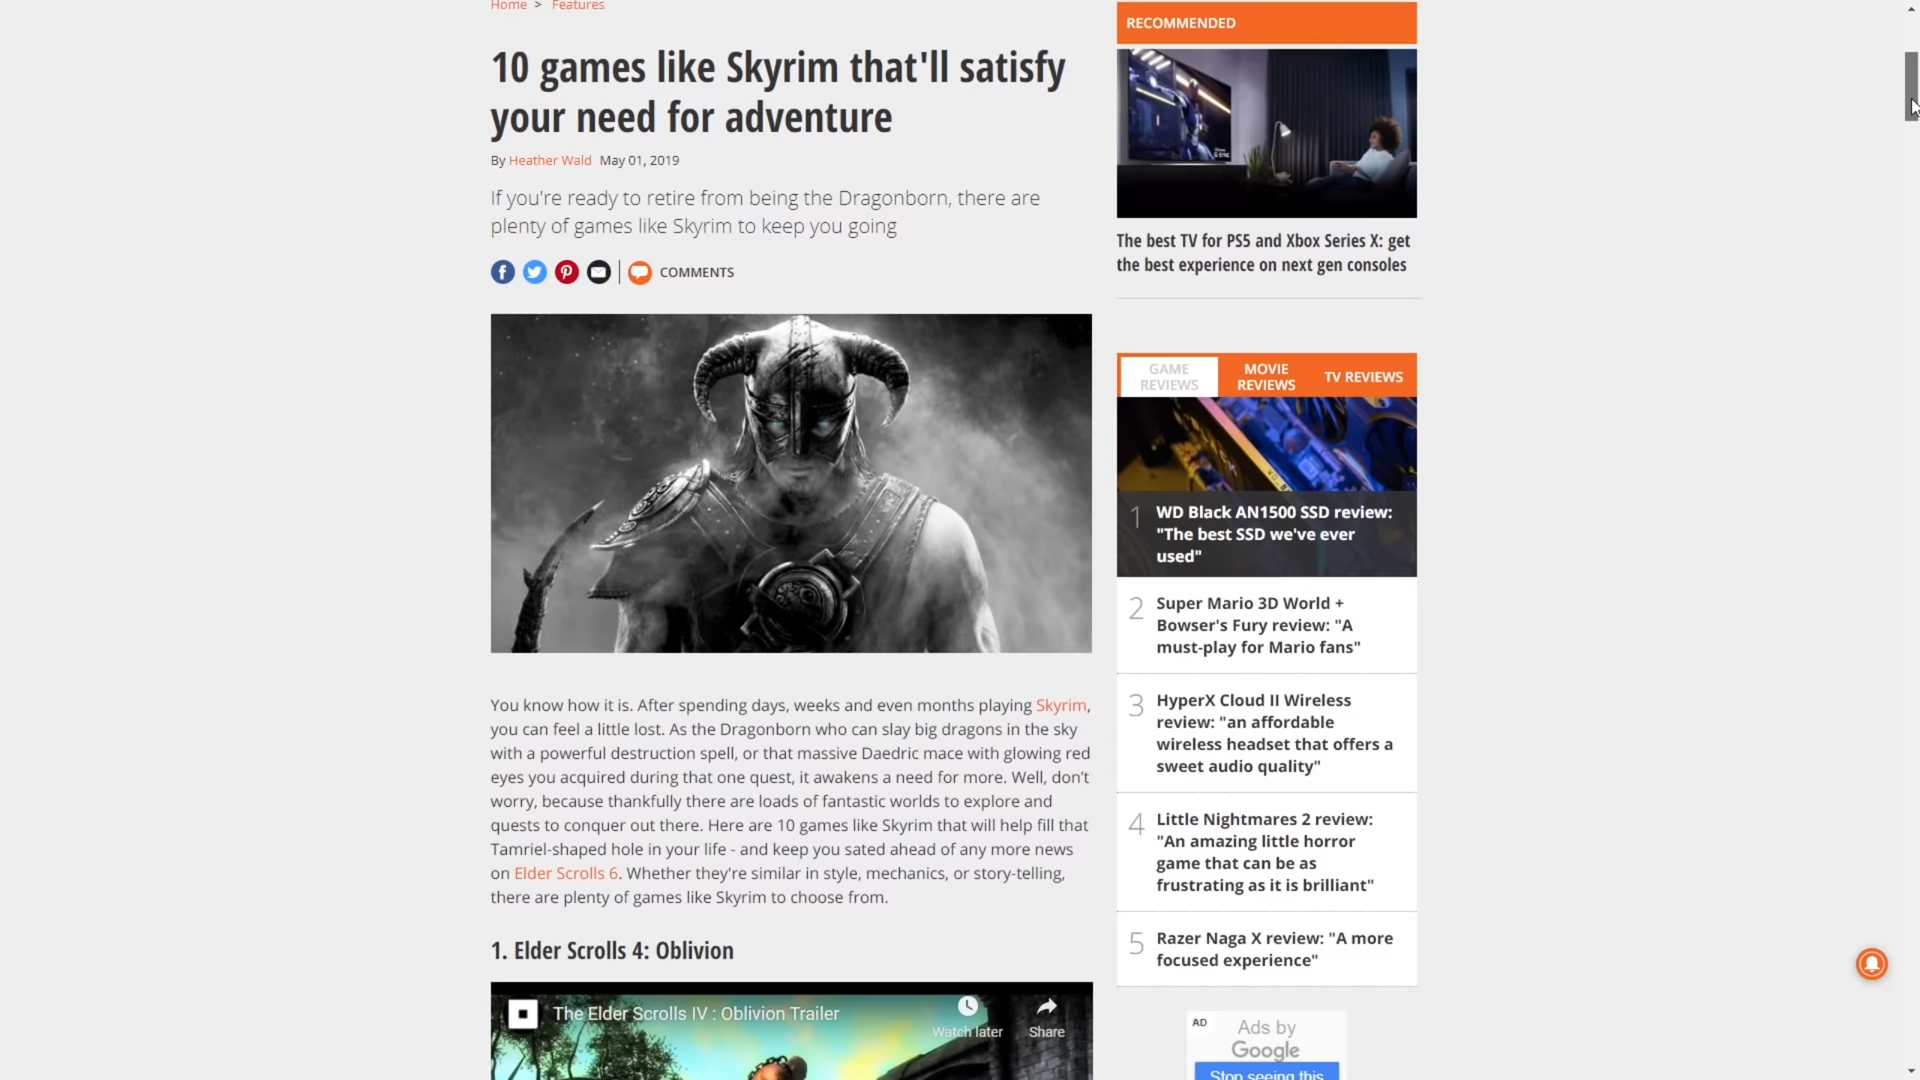 Home > Features
10 games like Skyrim that'll satisfy
your need for adventure
By Heather Wald May 01, 2019
If you're ready to retire from being the Dragonborn, there are
plenty of games like Skyrim to keep you going
COMMENTS
You know how it is. After spending days, weeks and even months playing Skyrim,
you can feel a little lost. As the Dragonborn who can slay big dragons in the sky
with a powerful destruction spell, or that massive Daedric mace with glowing red
eyes you acquired during that one quest, it awakens a need for more. Well, don't
worry, because thankfully there are loads of fantastic worlds to explore and
quests to conquer out there. Here are 10 games like Skyrim that will help fill that
Tamriel-shaped hole in your life - and keep you sated ahead of any more news
on Elder Scrolls 6. Whether they're similar in style, mechanics, or story-telling,
there are plenty of games like Skyrim to choose from.
1. Elder Scrolls 4: Oblivion
The Elder Scrolls IV : Oblivion Trailer
Watch later
Share
RECOMMENDED
The best TV for PS5 and Xbox Series X: get
the best experience on next gen consoles
GAME
REVIEWS
MOVIE
REVIEWS
TV REVIEWS
1 WD Black AN1500 SSD review:
"The best SSD we've ever
used"
2 Super Mario 3D World +
Bowser's Fury review: "A
must-play for Mario fans"
3 HyperX Cloud II Wireless
review: "an affordable
wireless headset that offers a
sweet audio quality"
4 Little Nightmares 2 review:
"An amazing little horror
game that can be as
frustrating as it is brilliant"
5 Razer Naga X review: "A more
focused experience"
AD
Ads by
Google
Stop seeing this